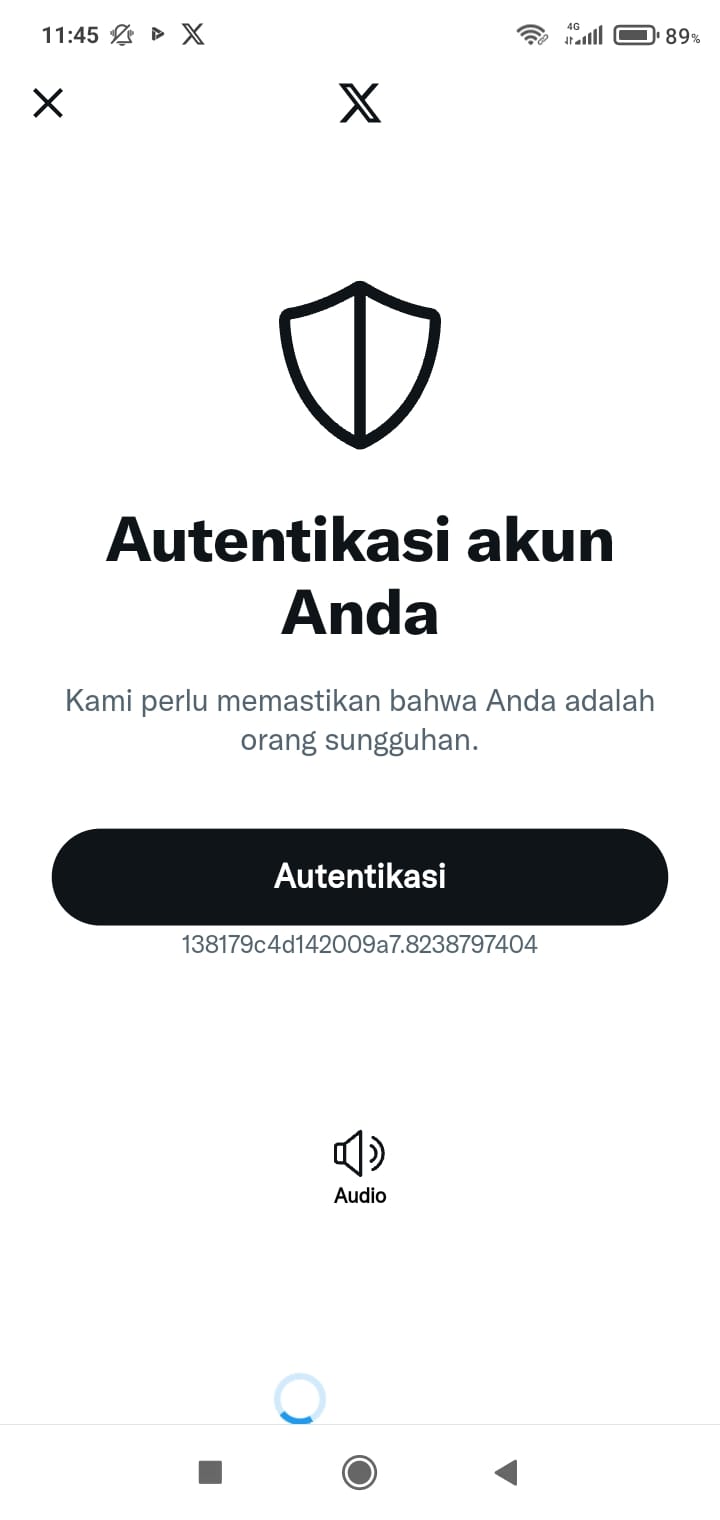 11:45 4G 89%
Autentikasi akun
Anda
Kami perlu memastikan bahwa Anda adalah
orang sungguhan.
Autentikasi
138179c4d142009a7.8238797404
Audio